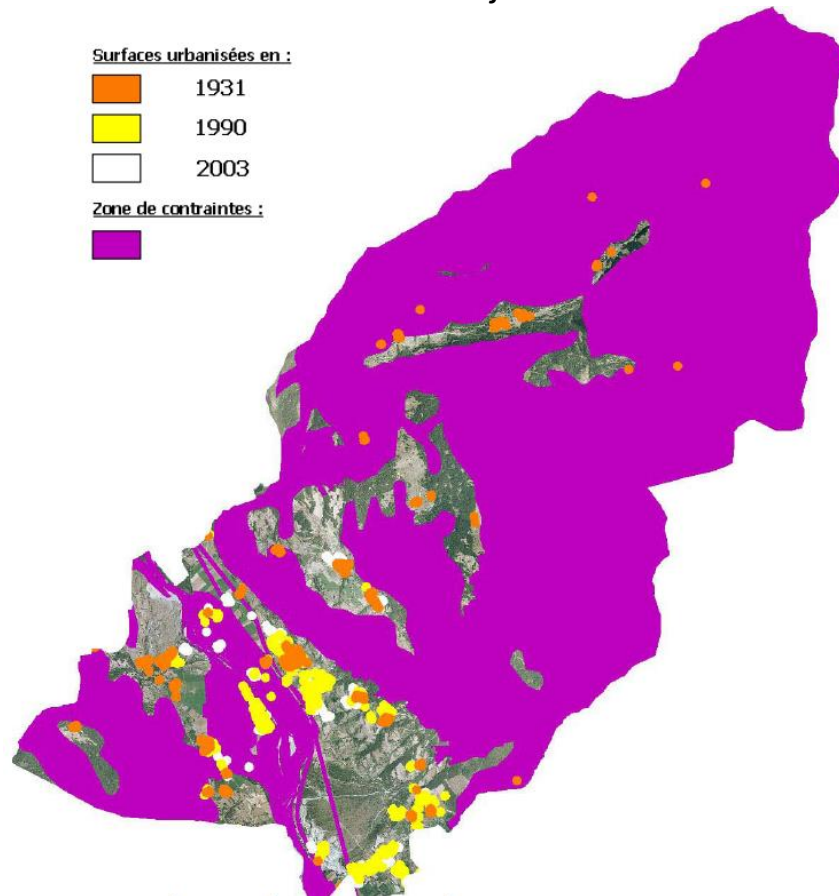 Surfaces urbanisées en :
1931
1990
2003
Zone de contraintes :